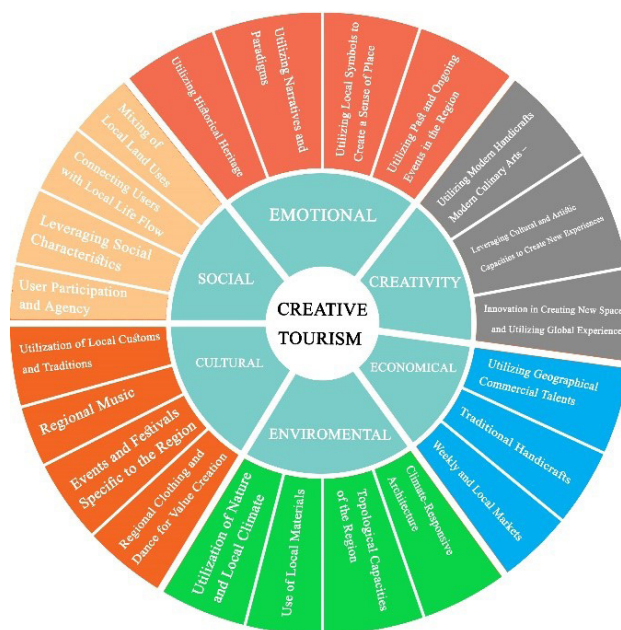 CREATIVE
TOURISM
EMOTIONAL
CREATIVITY
ECONOMICAL
ENVIROMENTAL
CULTURAL
SOCIAL
Utilizing Historical Heritage
Utilizing Narratives and
Paradigms
Utilizing Local Symbols to
Create a Sense of Place
Utilizing Past and Ongoing
Events in the Region
Utilizing Modern Handicrafts
Modern Culinary Arts –
Leveraging Cultural and Artistic
Capacities to Create New Experiences
Innovation in Creating New Space
and Utilizing Global Experience
Utilizing Geographical
Commercial Talents
Traditional Handicrafts
Weekly and Local Markets
Climate-Responsive
Architecture
Topological Capacities
of the Region
Use of Local Materials
Utilization of Nature
and Local Climate
Regional Clothing and
Dance for Value Creation
Events and Festivals
Specific to the Region
Regional Music
Utilization of Local Customs
and Traditions
User Participation
and Agency
Leveraging Social
Characteristics
Connecting Users
with Local Life Flow
Mixing of
Local Land Uses